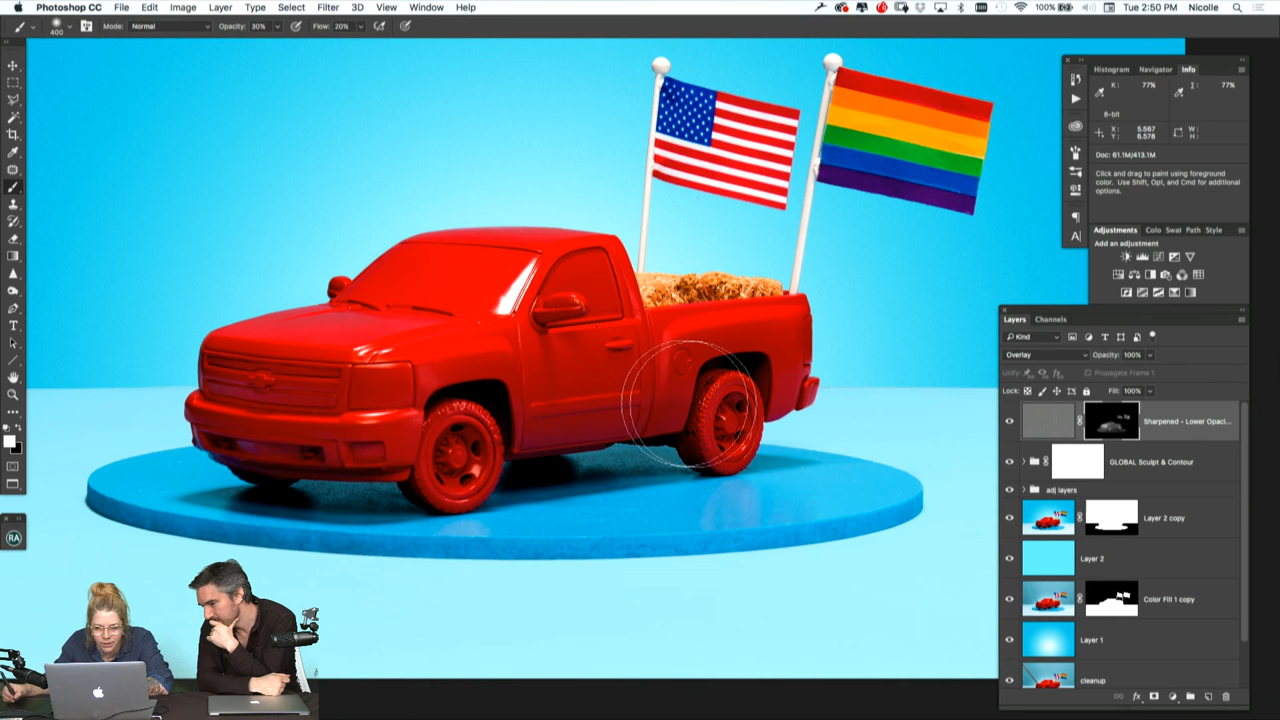 Photoshop CC File Edit Image Layer Type Select Filter 3D View Window Help 100% Tue 2:50 PM Nicolle
400 Mode: Normal Opacity: 30% Flow: 20%
Histogram Navigator Info
K: 77% 77%
8-bit
X: 5.567 W:
Y: 6.578 H:
Doc: 61.1M/413.1M
Click and drag to paint using foreground
color. Use Shift, Opt, and Cmd for additional
options.
Adjustments Colo Swat Path Style
Add an adjustment
Layers Channels
Kind
Overlay Opacity: 100%
Unify: Propagate Frame 1
Lock: Fill: 100%
Sharpened - Lower Opaci...
GLOBAL Sculpt & Contour
adj layers
Layer 2 copy
Layer 2
Color Fill 1 copy
Layer 1
cleanup
fx
RA